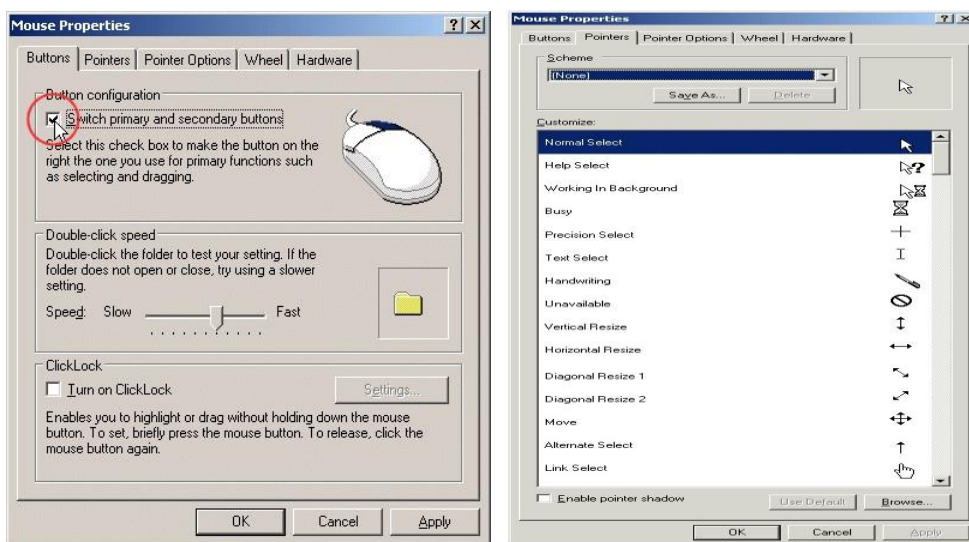 Mouse Properties
Buttons Pointers Pointer Options Wheel Hardware
Button configuration
Switch primary and secondary buttons
Select this check box to make the button on the
right the one you use for primary functions such
as selecting and dragging.
Double-click speed
Double-click the folder to test your setting. If the
folder does not open or close, try using a slower
setting.
Speed: Slow Fast
ClickLock
Turn on ClickLock
Settings...
Enables you to highlight or drag without holding down the mouse
button. To set, briefly press the mouse button. To release, click the
mouse button again.
OK Cancel Apply
Mouse Properties
Buttons Pointers Pointer Options Wheel Hardware
Scheme
(None)
Save As... Delete
Customize:
Normal Select
Help Select
Working In Background
Busy
Precision Select
Text Select
Handwriting
Unavailable
Vertical Resize
Horizontal Resize
Diagonal Resize 1
Diagonal Resize 2
Move
Alternate Select
Link Select
Enable pointer shadow
Use Default Browse...
OK Cancel Apply